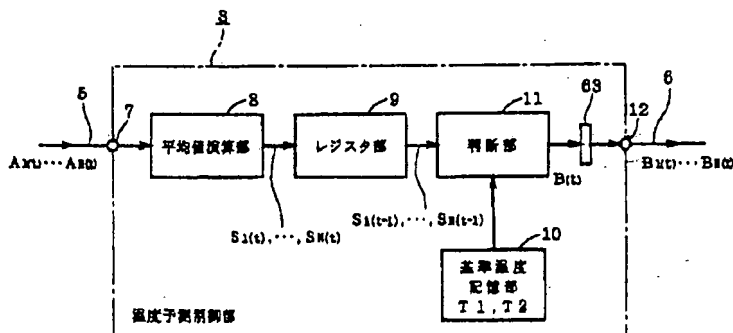 3
5
7
8
9
11
63
12
6
平均値演算部
レジスタ部
判断部
A1(t)…AN(t)
B(t)
B1(t)…BN(t)
S1(t),…,SN(t)
S1(t-1),…,SN(t-1)
10
基準温度
記憶部
T1,T2
温度予測制御部